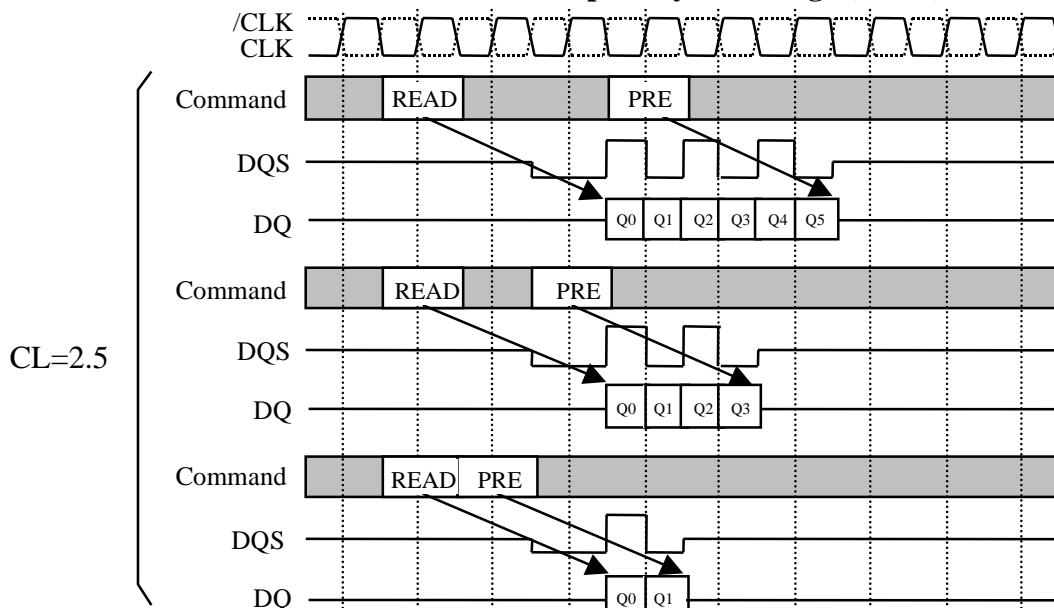 /CLK
CLK
Command READ PRE
DQS
DQ Q0 Q1 Q2 Q3 Q4 Q5
Command READ PRE
DQS
CL=2.5
DQ Q0 Q1 Q2 Q3
Command READ PRE
DQS
DQ Q0 Q1